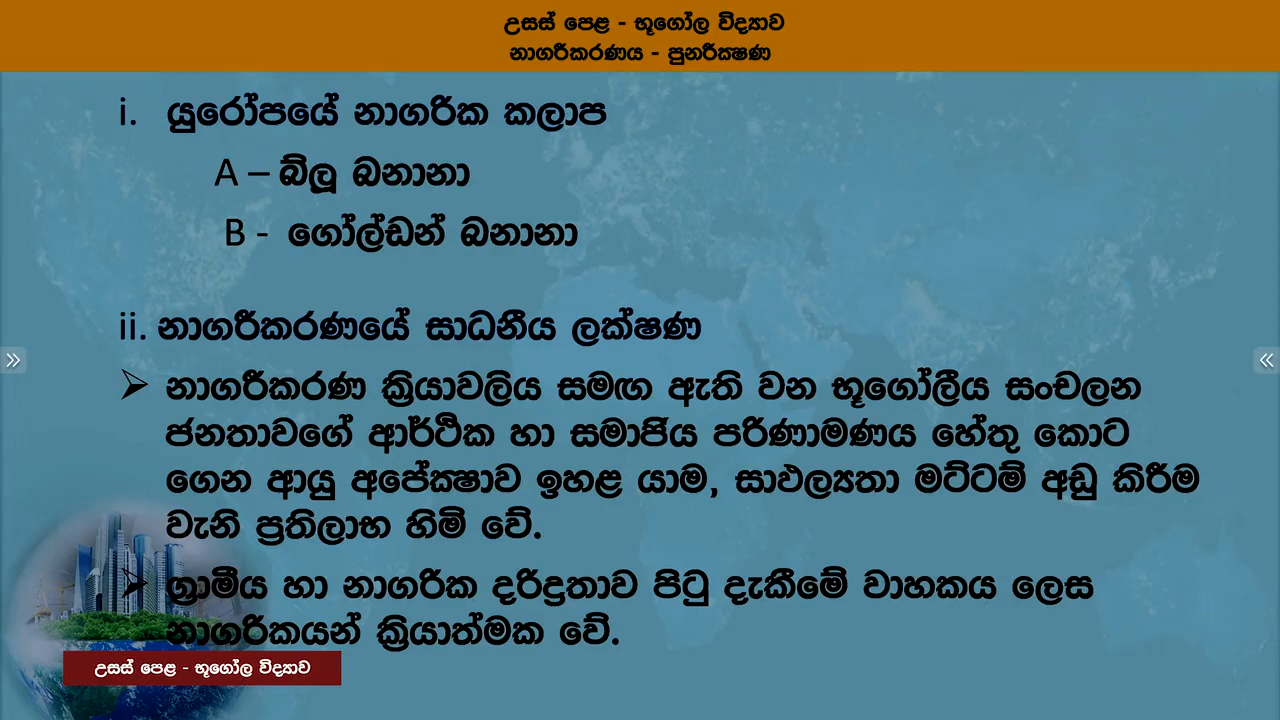 උසස් පෙළ - භූගෝල විද්‍යාව
නාගරීකරණය - පුනරීක්‍ෂණ
i. යුරෝපයේ නාගරික කලාප
A – බ්ලූ බනානා
B - ගෝල්ඩන් බනානා
ii. නාගරීකරණයේ සාධනීය ලක්ෂණ
➢ නාගරීකරණ ක්‍රියාවලිය සමඟ ඇති වන භූගෝලීය සංචලන
ජනතාවගේ ආර්ථික හා සමාජීය පරිණාමණය හේතු කොට
ගෙන ආයු අපේක්‍ෂාව ඉහළ යාම, සාඵල්‍යතා මට්ටම් අඩු කිරීම
වැනි ප්‍රතිලාභ හිමි වේ.
➢ ග්‍රාමීය හා නාගරික දරිද්‍රතාව පිටු දැකීමේ වාහකය ලෙස
නාගරිකයන් ක්‍රියාත්මක වේ.
උසස් පෙළ - භූගෝල විද්‍යාව